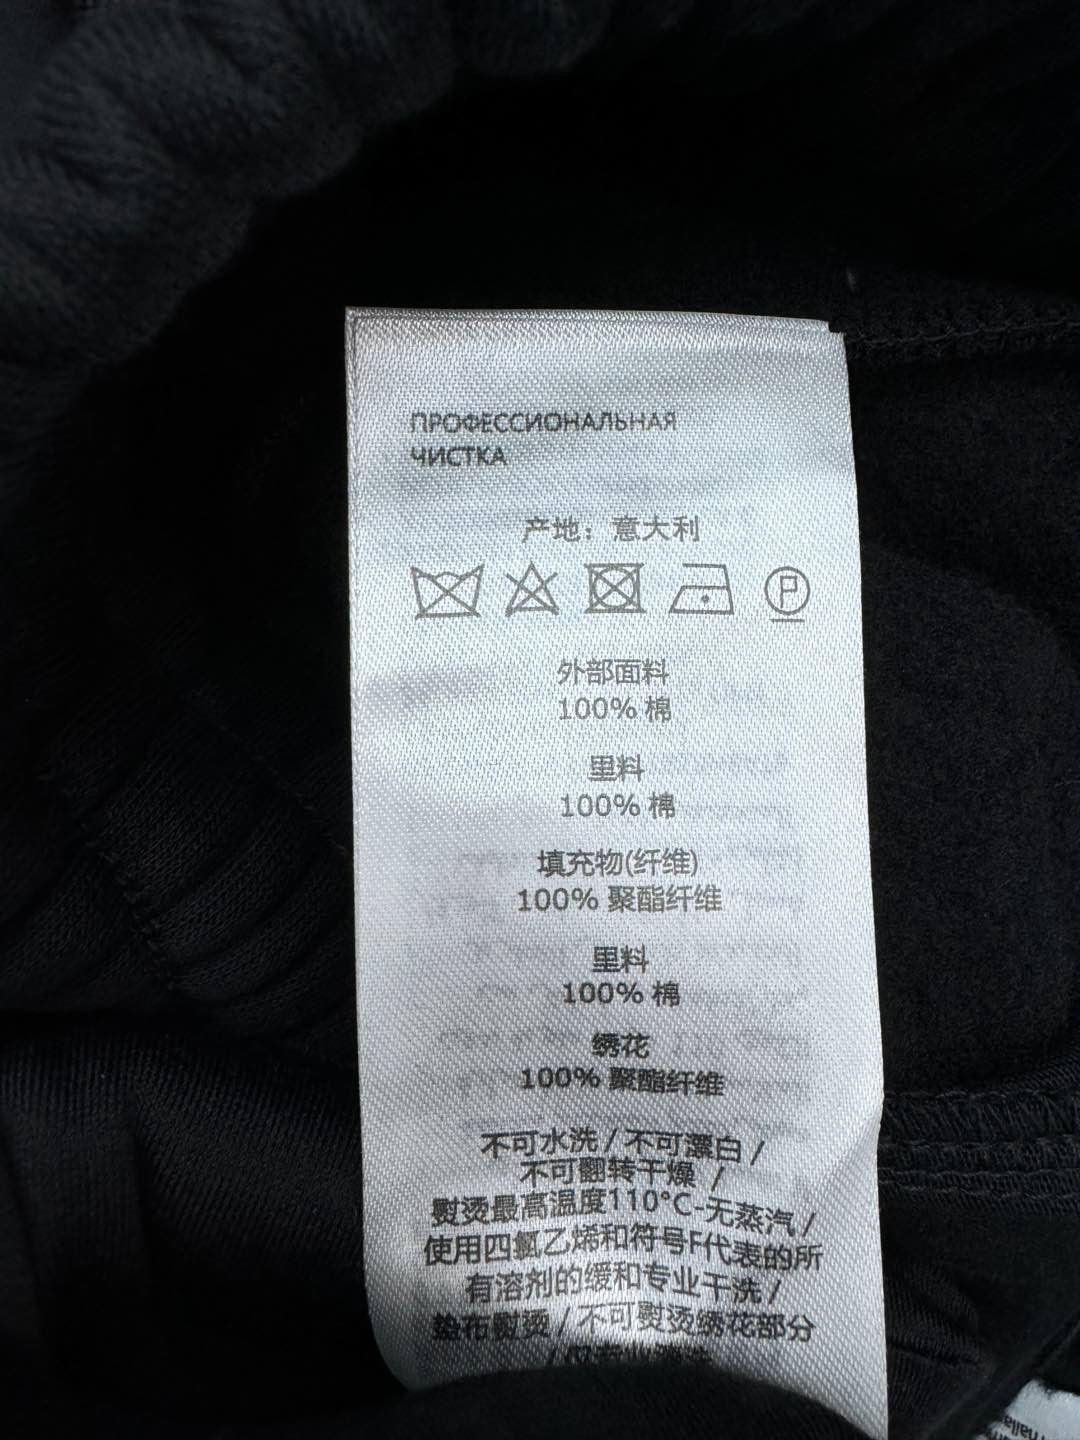 ПРОФЕССИОНАЛЬНАЯ
ЧИСТКА
产地：意大利
P
外部面料
100% 棉
里料
100% 棉
填充物(纤维)
100% 聚酯纤维
里料
100% 棉
绣花
100% 聚酯纤维
不可水洗 / 不可漂白 /
不可翻转干燥 /
熨烫最高温度110°C-无蒸汽 /
使用四氯乙烯和符号F代表的所
有溶剂的缓和专业干洗 /
垫布熨烫 / 不可熨烫绣花部分